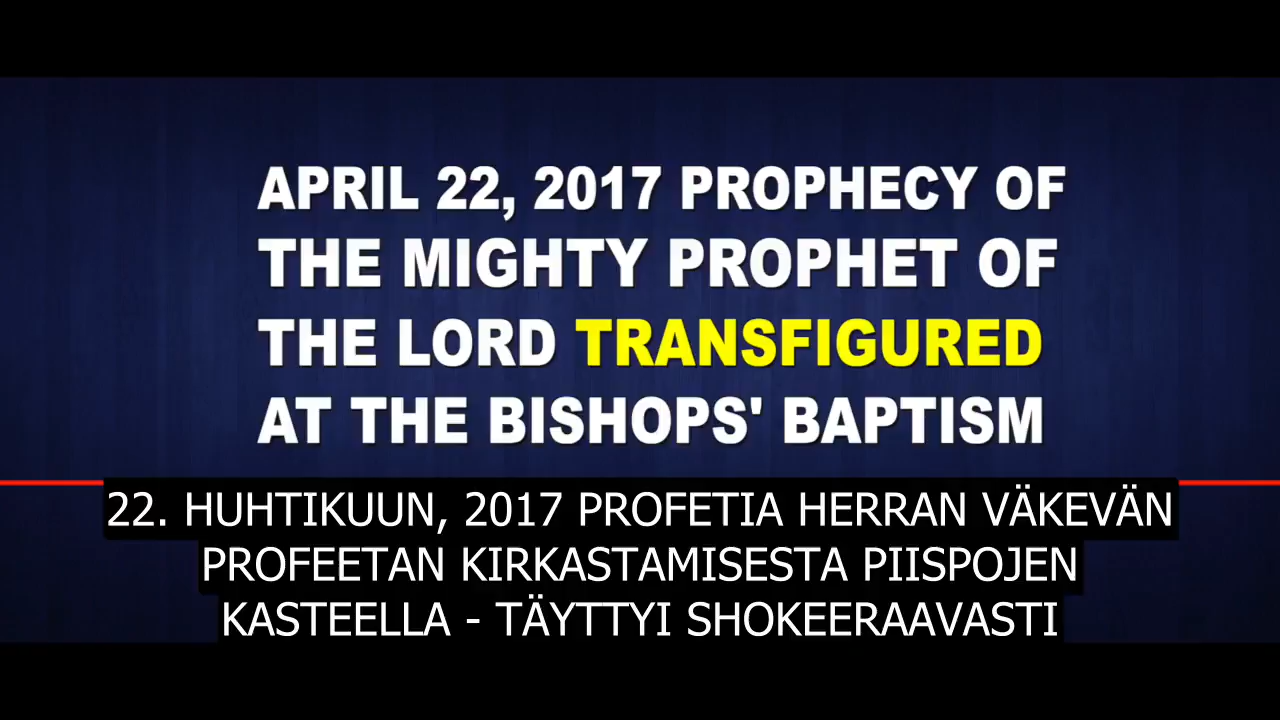 APRIL 22, 2017 PROPHECY OF
THE MIGHTY PROPHET OF
THE LORD TRANSFIGURED
AT THE BISHOPS' BAPTISM
22. HUHTIKUUN, 2017 PROFETIA HERRAN VÄKEVÄN
PROFEETAN KIRKASTAMISESTA PIISPOJEN
KASTEELLA - TÄYTTYI SHOKEERAAVASTI